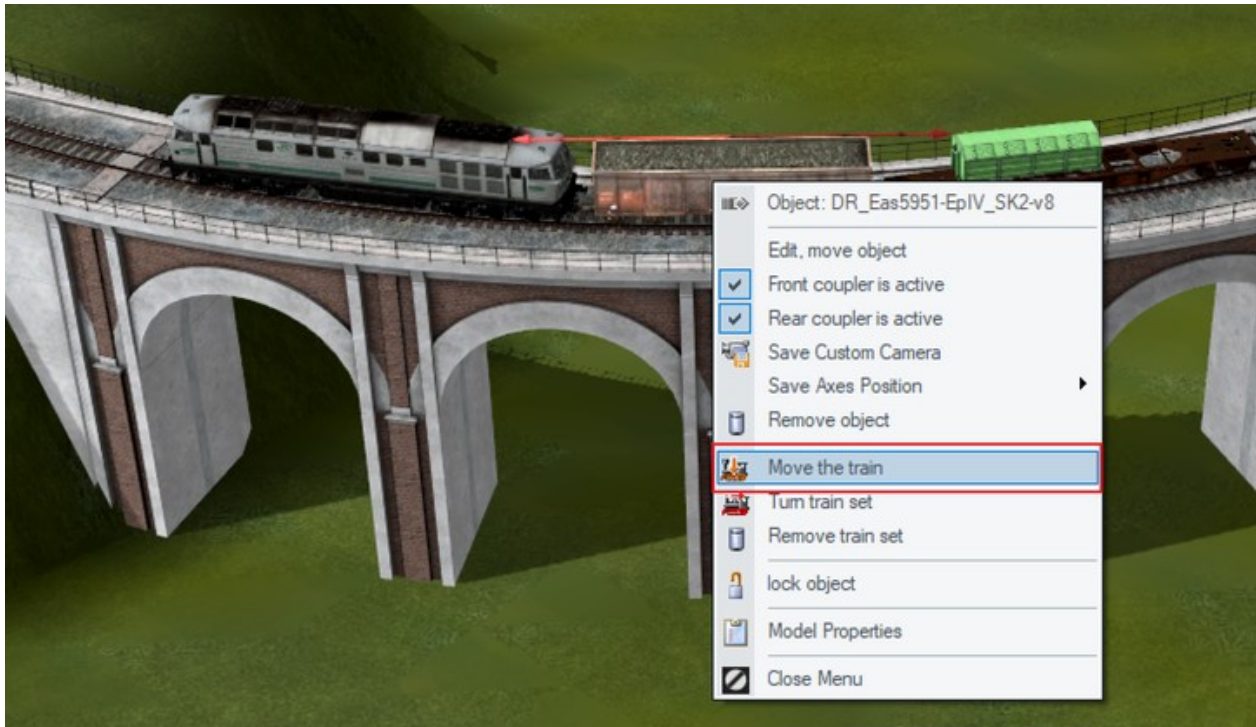 Object: DR_Eas5951-EpIV_SK2-v8
Edit, move object
Front coupler is active
Rear coupler is active
Save Custom Camera
Save Axes Position
Remove object
Move the train
Turn train set
Remove train set
lock object
Model Properties
Close Menu